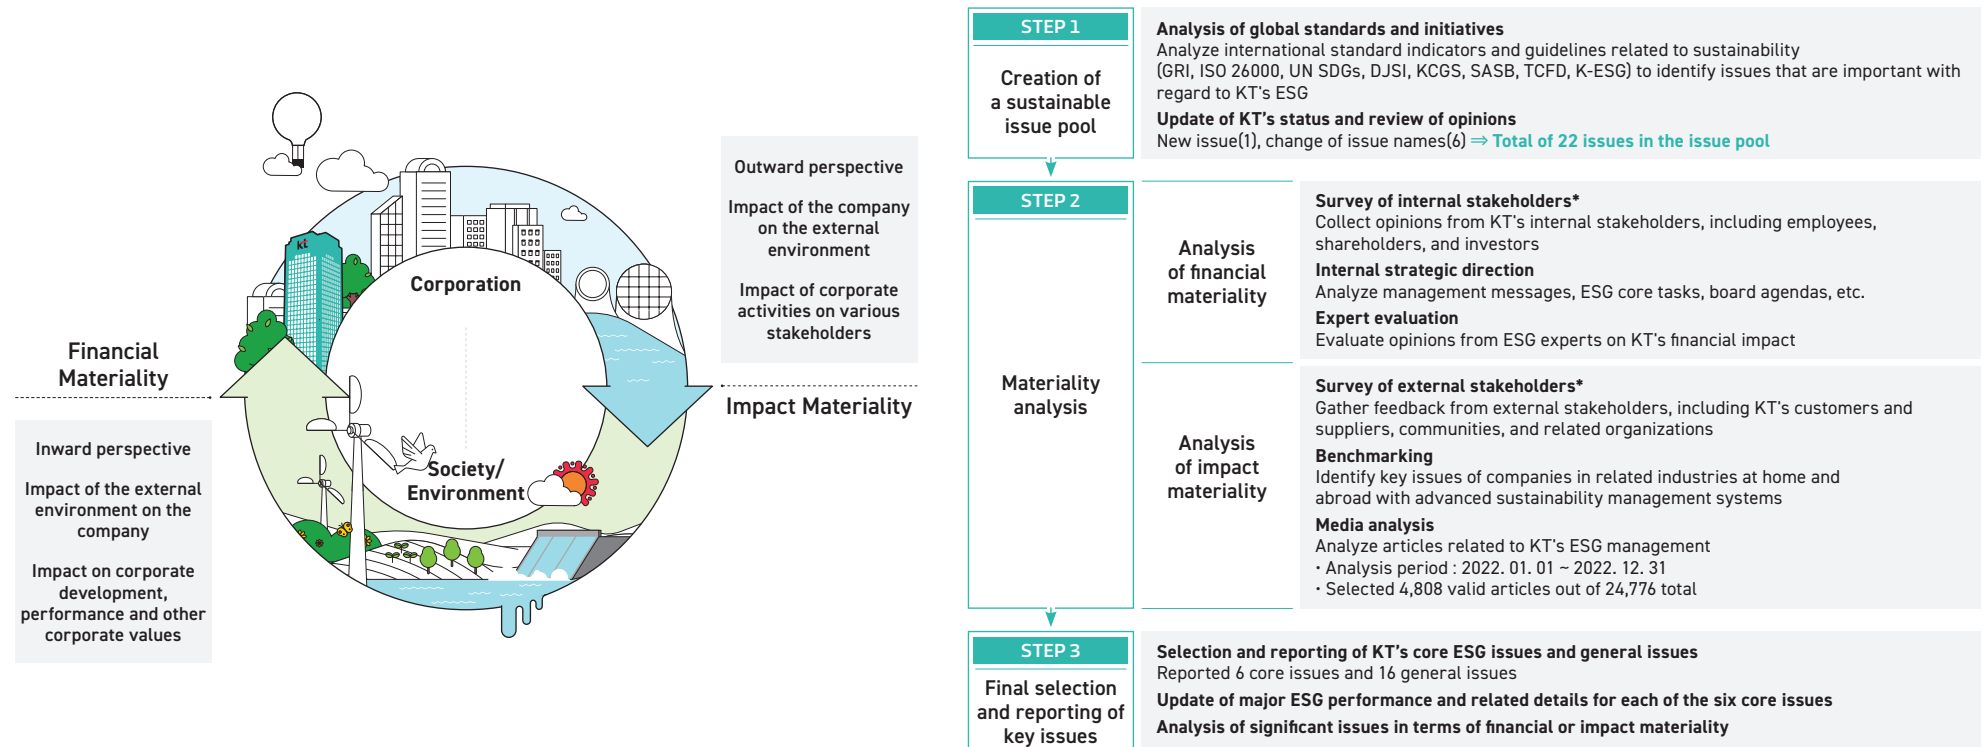 Financial
Materiality
Inward perspective
Impact of the external
environment on the
company
Impact on corporate
development,
performance and other
corporate values
kt
Corporation
Society/
Environment
Outward perspective
Impact of the company
on the external
environment
Impact of corporate
activities on various
stakeholders
Impact Materiality
STEP 1
Creation of
a sustainable
issue pool
Analysis of global standards and initiatives
Analyze international standard indicators and guidelines related to sustainability
(GRI, ISO 26000, UN SDGs, DJSI, KCGS, SASB, TCFD, K-ESG) to identify issues that are important with
regard to KT's ESG
Update of KT’s status and review of opinions
New issue(1), change of issue names(6) ⇒ Total of 22 issues in the issue pool
STEP 2
Materiality
analysis
Analysis
of financial
materiality
Survey of internal stakeholders*
Collect opinions from KT's internal stakeholders, including employees,
shareholders, and investors
Internal strategic direction
Analyze management messages, ESG core tasks, board agendas, etc.
Expert evaluation
Evaluate opinions from ESG experts on KT's financial impact
Analysis
of impact
materiality
Survey of external stakeholders*
Gather feedback from external stakeholders, including KT's customers and
suppliers, communities, and related organizations
Benchmarking
Identify key issues of companies in related industries at home and
abroad with advanced sustainability management systems
Media analysis
Analyze articles related to KT's ESG management
• Analysis period : 2022. 01. 01 ~ 2022. 12. 31
• Selected 4,808 valid articles out of 24,776 total
STEP 3
Final selection
and reporting of
key issues
Selection and reporting of KT’s core ESG issues and general issues
Reported 6 core issues and 16 general issues
Update of major ESG performance and related details for each of the six core issues
Analysis of significant issues in terms of financial or impact materiality